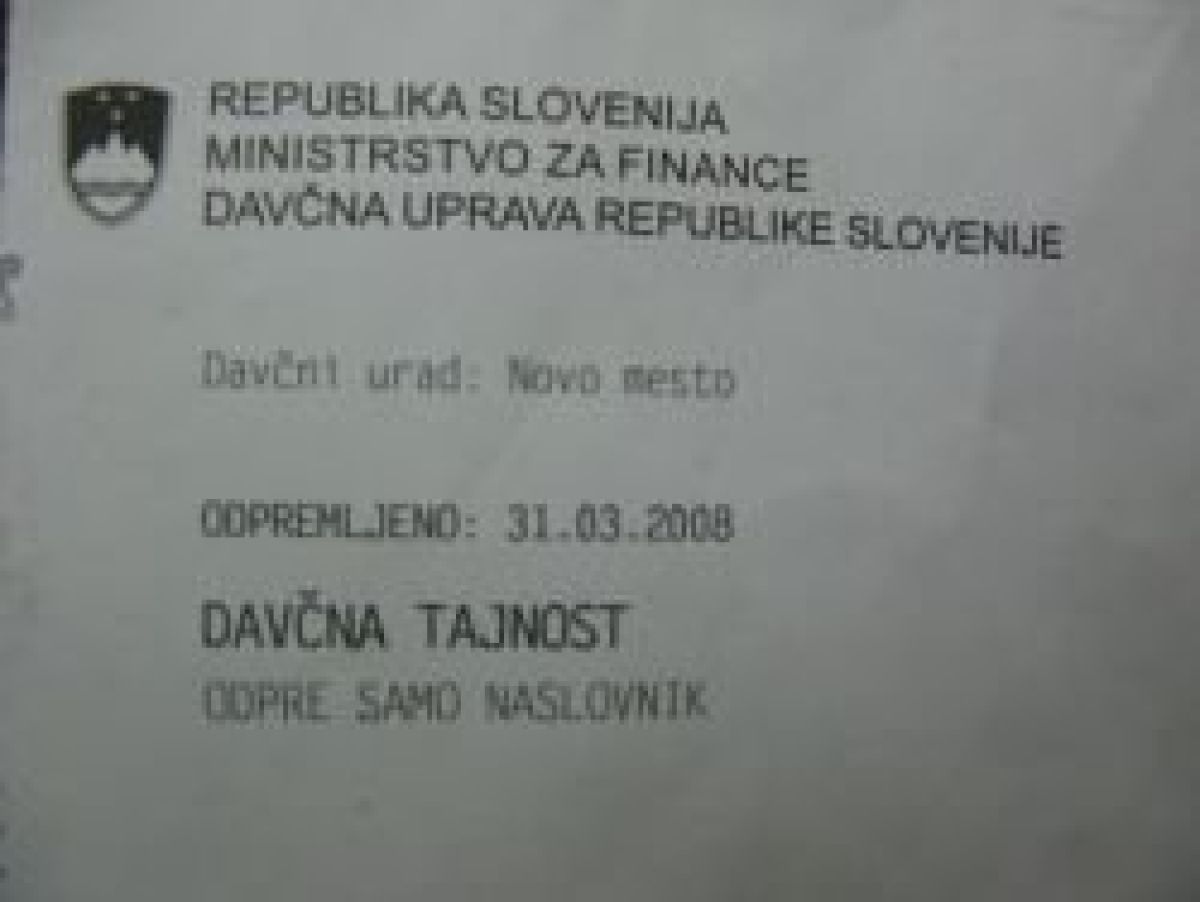 REPUBLIKA SLOVENIJA
MINISTRSTVO ZA FINANCE
DAVČNA UPRAVA REPUBLIKE SLOVENIJE
Davčni urad: Novo mesto
ODPREMLJENO: 31.03.2008
DAVČNA TAJNOST
ODPRE SAMO NASLOVNIK